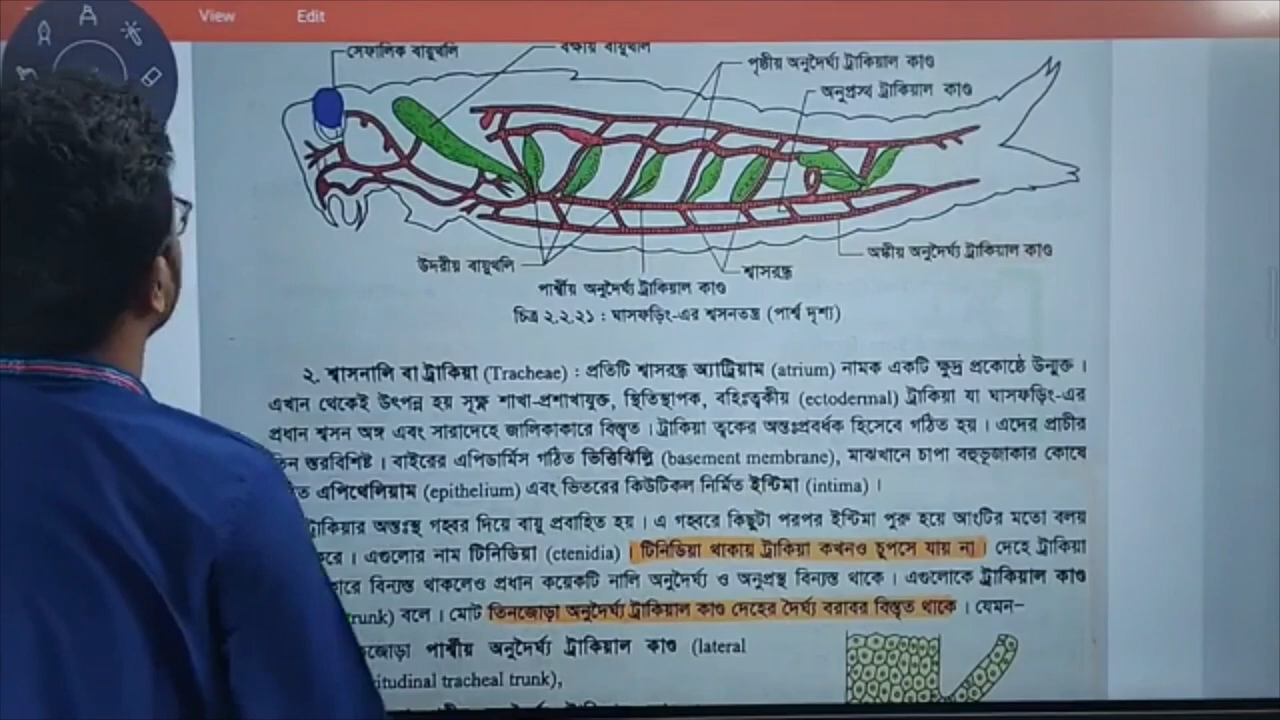 View Edit
সেফালিক বায়ুথলি
বক্ষীয় বায়ুথলি
পৃষ্ঠীয় অনুদৈর্ঘ্য ট্রাকিয়াল কাণ্ড
অনুপ্রস্থ ট্রাকিয়াল কাণ্ড
উদরীয় বায়ুথলি
পার্শ্বীয় অনুদৈর্ঘ্য ট্রাকিয়াল কাণ্ড
শ্বাসরন্ধ্র
অঙ্কীয় অনুদৈর্ঘ্য ট্রাকিয়াল কাণ্ড
চিত্র ২.২.২১ : ঘাসফড়িং-এর শ্বসনতন্ত্র (পার্শ্ব দৃশ্য)
২. শ্বাসনালি বা ট্রাকিয়া (Tracheae) : প্রতিটি শ্বাসরন্ধ্র অ্যাট্রিয়াম (atrium) নামক একটি ক্ষুদ্র প্রকোষ্ঠে উন্মুক্ত ।
এখান থেকেই উৎপন্ন হয় সূক্ষ্ম শাখা-প্রশাখাযুক্ত, স্থিতিস্থাপক, বহিঃত্বকীয় (ectodermal) ট্রাকিয়া যা ঘাসফড়িং-এর
প্রধান শ্বসন অঙ্গ এবং সারাদেহে জালিকাকারে বিস্তৃত । ট্রাকিয়া ত্বকের অন্তঃপ্রবর্ধক হিসেবে গঠিত হয় । এদের প্রাচীর
তিন স্তরবিশিষ্ট । বাইরের এপিডার্মিস গঠিত ভিত্তিঝিল্লি (basement membrane), মাঝখানে চাপা বহুভূজাকার কোষে
এপিথেলিয়াম (epithelium) এবং ভিতরের কিউটিকল নির্মিত ইন্টিমা (intima) ।
ট্রাকিয়ার অন্তঃস্থ গহ্বর দিয়ে বায়ু প্রবাহিত হয় । এ গহ্বরে কিছুটা পরপর ইন্টিমা পুরু হয়ে আংটির মতো বলয়
করে । এগুলোর নাম টিনিডিয়া (ctenidia) । টিনিডিয়া থাকায় ট্রাকিয়া কখনও চুপসে যায় না । দেহে ট্রাকিয়া
বিন্যস্ত থাকলেও প্রধান কয়েকটি নালি অনুদৈর্ঘ্য ও অনুপ্রস্থ বিন্যস্ত থাকে । এগুলোকে ট্রাকিয়াল কাণ্ড
trunk) বলে । মোট তিনজোড়া অনুদৈর্ঘ্য ট্রাকিয়াল কাণ্ড দেহের দৈর্ঘ্য বরাবর বিস্তৃত থাকে । যেমন–
পার্শ্বীয় অনুদৈর্ঘ্য ট্রাকিয়াল কাণ্ড (lateral
tracheal trunk),